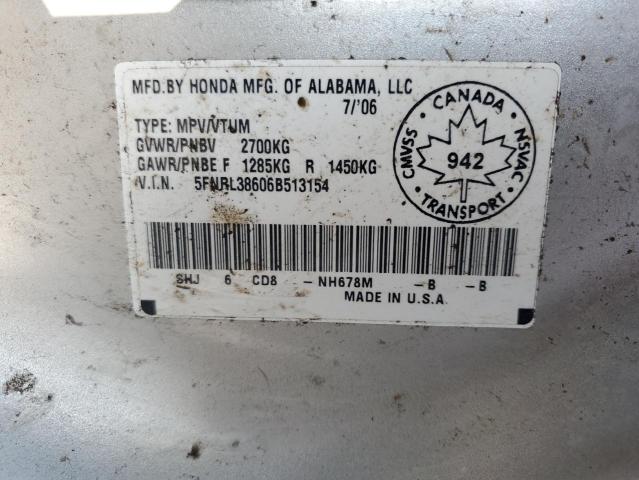 MFD.BY HONDA MFG. OF ALABAMA, LLC
7/'06
TYPE: MPV/VTUM
GVWR/PNBV 2700KG
GAWR/PNBE F 1285KG R 1450KG
V.I.N. 5FNRL38606B513154
CANADA
CMVSS
NSVAC
942
TRANSPORT
SHJ 6 CD8 -NH678M -B -B
MADE IN U.S.A.